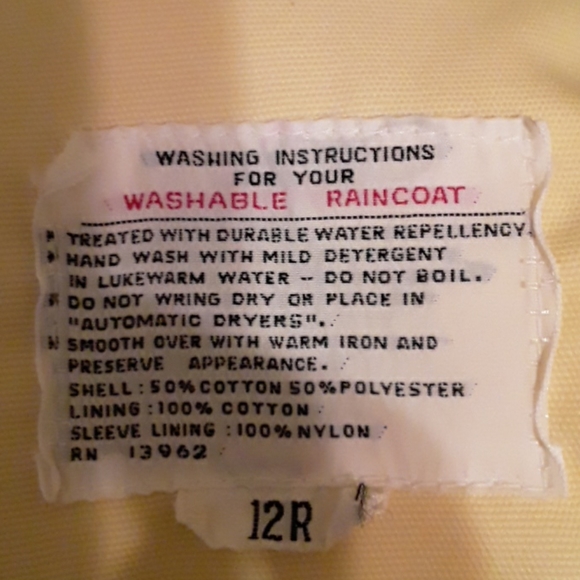 WASHING INSTRUCTIONS
FOR YOUR
WASHABLE RAINCOAT
TREATED WITH DURABLE WATER REPELLENCY.
HAND WASH WITH MILD DETERGENT
IN LUKEWARM WATER -- DO NOT BOIL.
DO NOT WRING DRY OR PLACE IN
"AUTOMATIC DRYERS".
SMOOTH OVER WITH WARM IRON AND
PRESERVE APPEARANCE.
SHELL : 50% COTTON 50% POLYESTER
LINING : 100% COTTON
SLEEVE LINING : 100% NYLON
RN 13962
12R